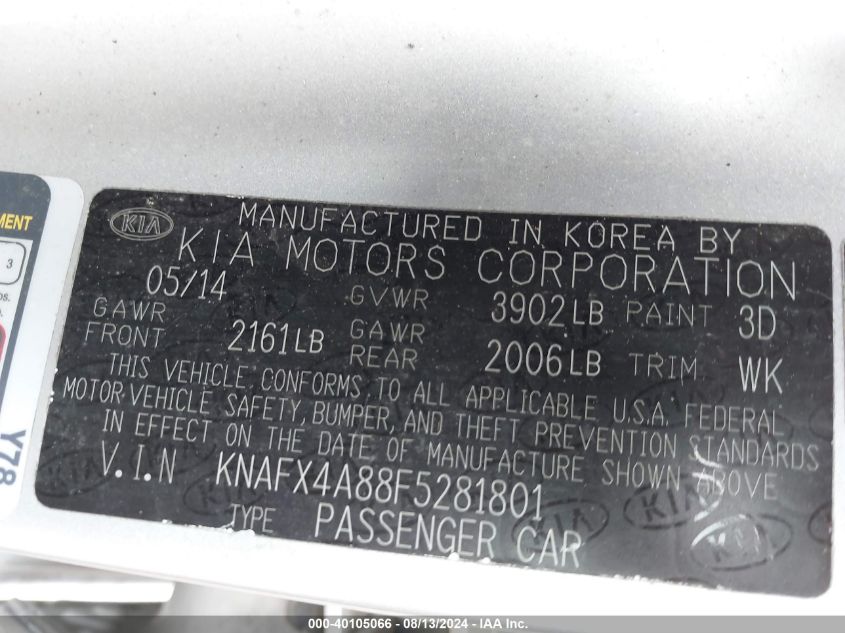 MENT
3
os.
Y78
KIA
MANUFACTURED IN KOREA BY
KIA MOTORS CORPORATION
05/14 GVWR 3902LB PAINT 3D
GAWR FRONT 2161LB GAWR REAR 2006LB TRIM WK
THIS VEHICLE CONFORMS TO ALL APPLICABLE U.S.A. FEDERAL
MOTOR VEHICLE SAFETY, BUMPER, AND THEFT PREVENTION STANDARDS
IN EFFECT ON THE DATE OF MANUFACTURE SHOWN ABOVE
V.I.N KNAFX4A88F5281801
TYPE PASSENGER CAR
000-40105066 - 08/13/2024 - IAA Inc.